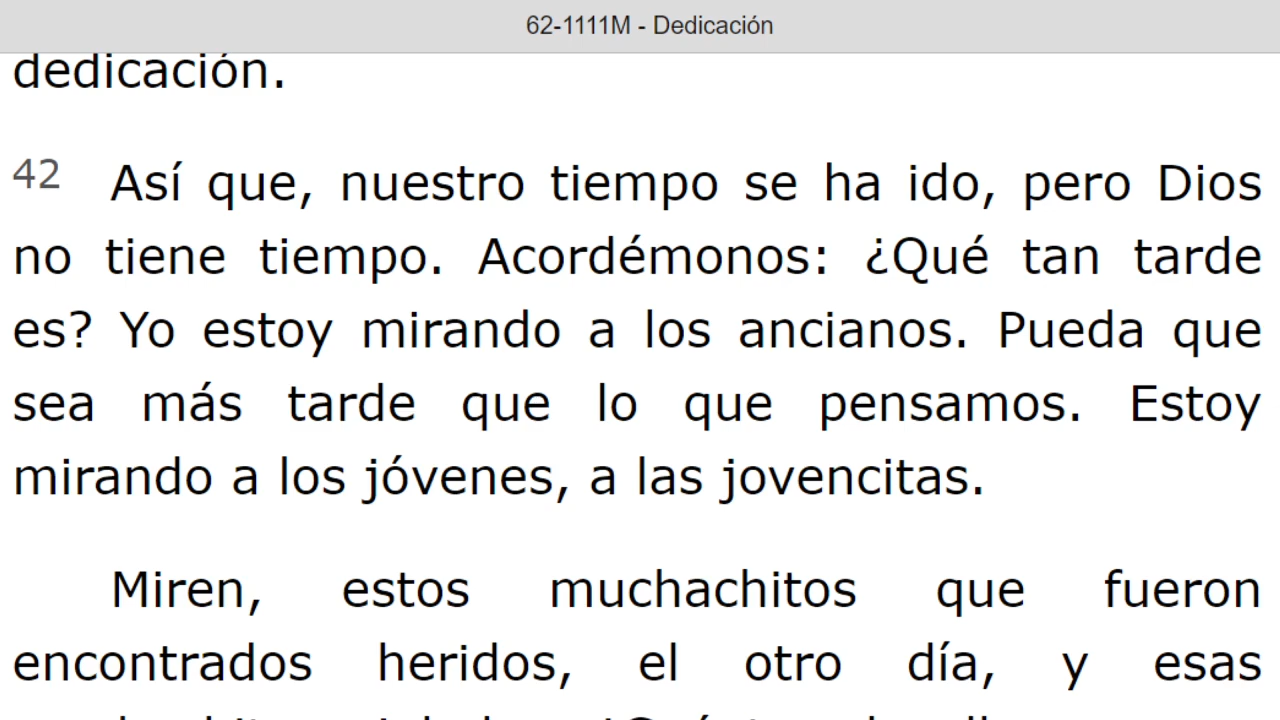 62-1111M - Dedicación
dedicación.
42 Así que, nuestro tiempo se ha ido, pero Dios
no tiene tiempo. Acordémonos: ¿Qué tan tarde
es? Yo estoy mirando a los ancianos. Pueda que
sea más tarde que lo que pensamos. Estoy
mirando a los jóvenes, a las jovencitas.
Miren, estos muchachitos que fueron
encontrados heridos, el otro día, y esas